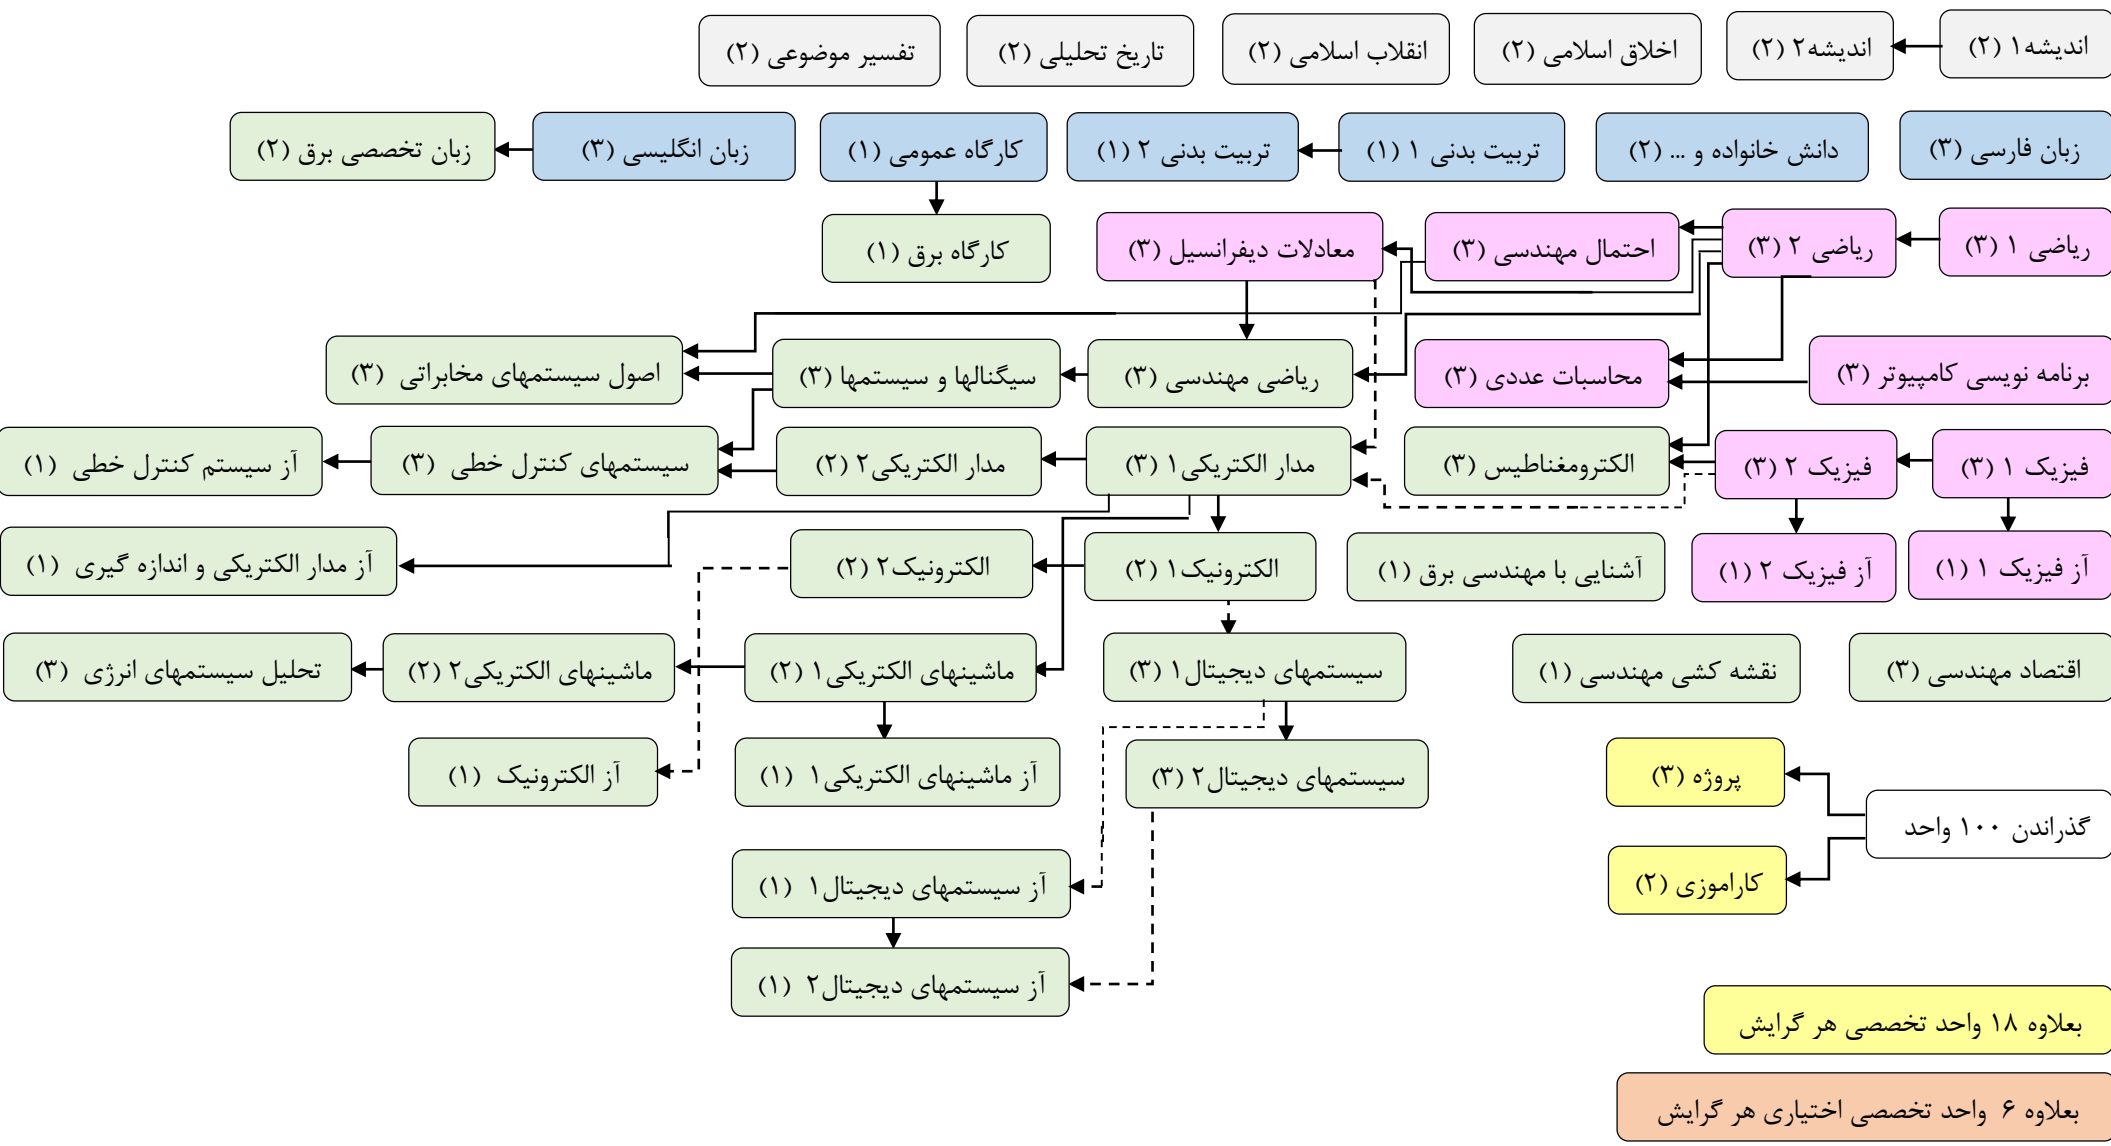 اندیشه۱ (۲)
اندیشه۲ (۲)
اخلاق اسلامی (۲)
انقلاب اسلامی (۲)
تاریخ تحلیلی (۲)
تفسیر موضوعی (۲)
زبان فارسی (۳)
دانش خانواده و ... (۲)
تربیت بدنی ۱ (۱)
تربیت بدنی ۲ (۱)
کارگاه عمومی (۱)
زبان انگلیسی (۳)
زبان تخصصی برق (۲)
ریاضی ۱ (۳)
ریاضی ۲ (۳)
احتمال مهندسی (۳)
معادلات دیفرانسیل (۳)
کارگاه برق (۱)
برنامه نویسی کامپیوتر (۳)
محاسبات عددی (۳)
ریاضی مهندسی (۳)
سیگنالها و سیستمها (۳)
اصول سیستمهای مخابراتی (۳)
فیزیک ۱ (۳)
فیزیک ۲ (۳)
الکترومغناطیس (۳)
مدار الکتریکی۱ (۳)
مدار الکتریکی۲ (۲)
سیستمهای کنترل خطی (۳)
آز سیستم کنترل خطی (۱)
آز فیزیک ۱ (۱)
آز فیزیک ۲ (۱)
آشنایی با مهندسی برق (۱)
الکترونیک۱ (۲)
الکترونیک۲ (۲)
آز مدار الکتریکی و اندازه گیری (۱)
اقتصاد مهندسی (۳)
نقشه کشی مهندسی (۱)
سیستمهای دیجیتال۱ (۳)
ماشینهای الکتریکی۱ (۲)
ماشینهای الکتریکی۲ (۲)
تحلیل سیستمهای انرژی (۳)
پروژه (۳)
سیستمهای دیجیتال۲ (۳)
آز ماشینهای الکتریکی۱ (۱)
آز الکترونیک (۱)
گذراندن ۱۰۰ واحد
کاراموزی (۲)
آز سیستمهای دیجیتال۱ (۱)
آز سیستمهای دیجیتال۲ (۱)
بعلاوه ۱۸ واحد تخصصی هر گرایش
بعلاوه ۶ واحد تخصصی اختیاری هر گرایش